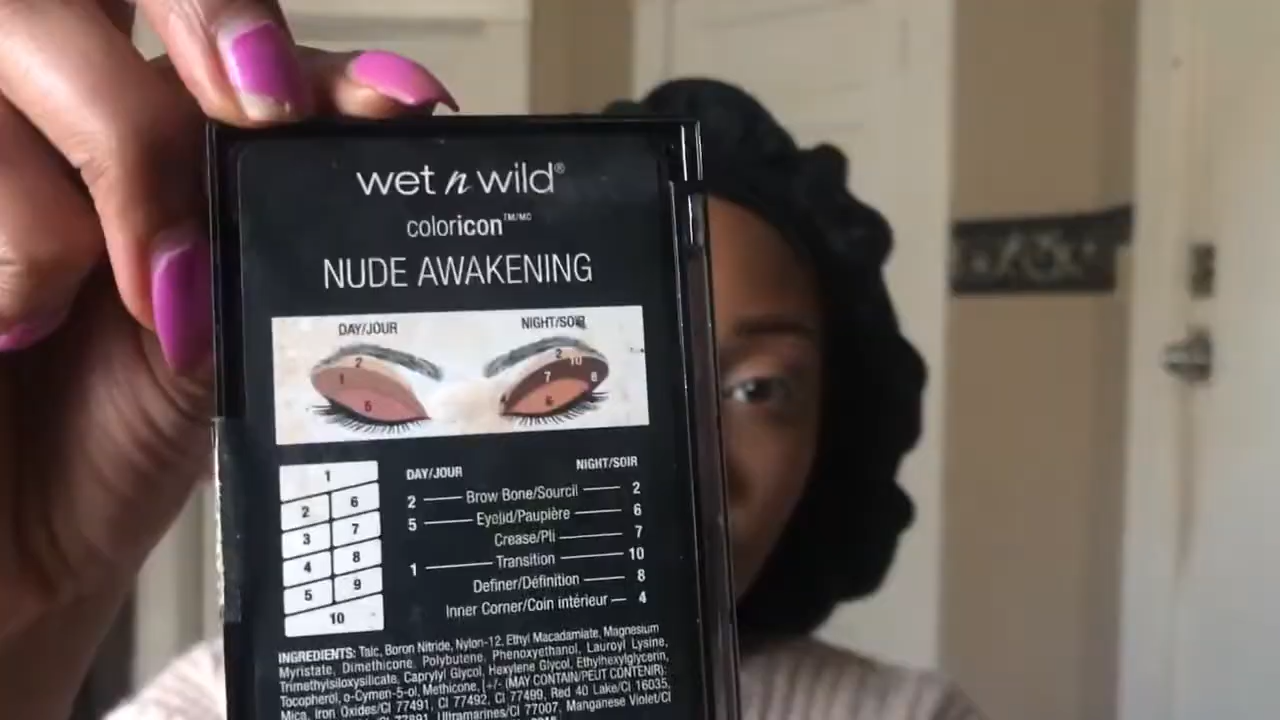 wet n wild®
coloricon™/MC
NUDE AWAKENING
DAY/JOUR NIGHT/SOIR
2 2 10
1 7 8
5 4 6
DAY/JOUR NIGHT/SOIR
1
2 6
3 7
4 8
5 9
10
2 Brow Bone/Sourcil 2
5 Eyelid/Paupière 6
Crease/Pli 7
1 Transition 10
Definer/Définition 8
Inner Corner/Coin intérieur 4
INGREDIENTS: Talc, Boron Nitride, Nylon-12, Ethyl Macadamiate, Magnesium
Myristate, Dimethicone, Polybutene, Phenoxyethanol, Lauroyl Lysine,
Trimethylsiloxysilicate, Caprylyl Glycol, Hexylene Glycol, Ethylhexylglycerin,
Tocopherol, o-Cymen-5-ol, Methicone, [+/- (MAY CONTAIN/PEUT CONTENIR):
Mica, Iron Oxides/CI 77491, CI 77492, CI 77499, Red 40 Lake/CI 16035,
77891, Ultramarines/CI 77007, Manganese Violet/CI